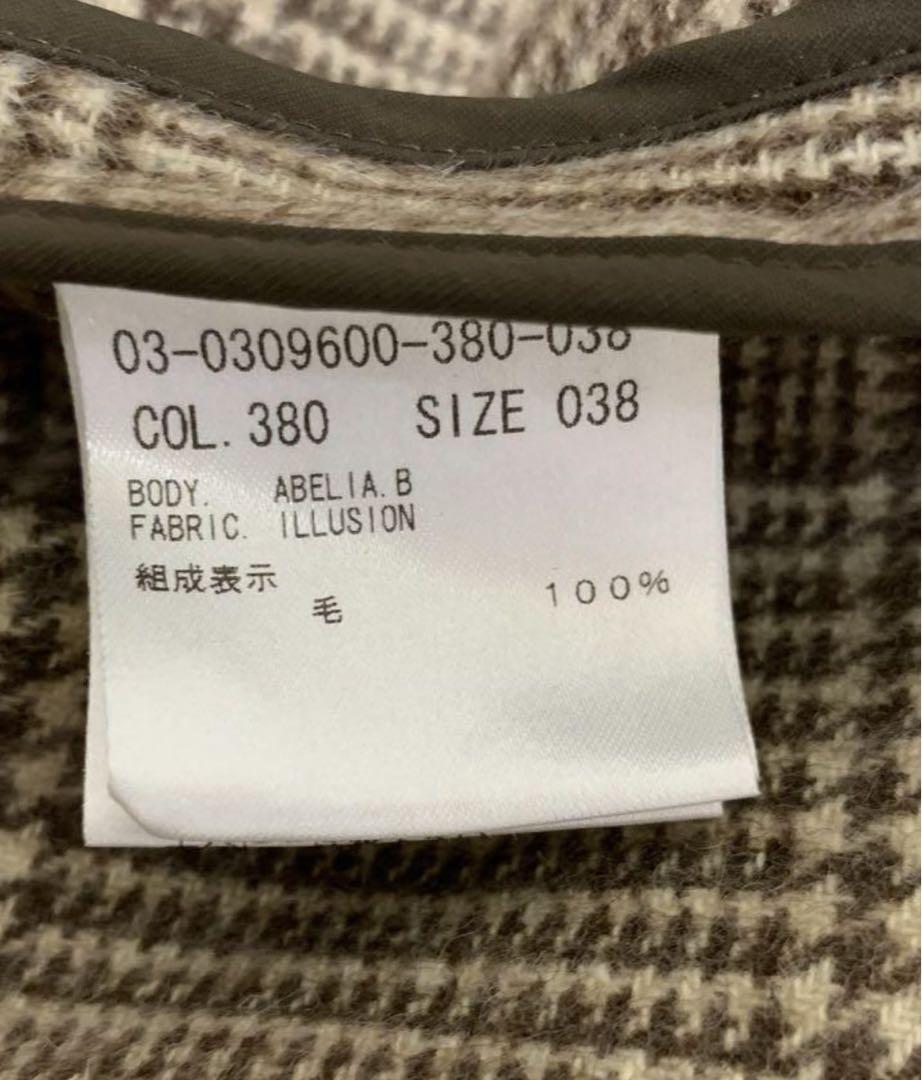 03-0309600-380-038
COL. 380 SIZE 038
BODY. ABELIA.B
FABRIC. ILLUSION
組成表示
毛 100%